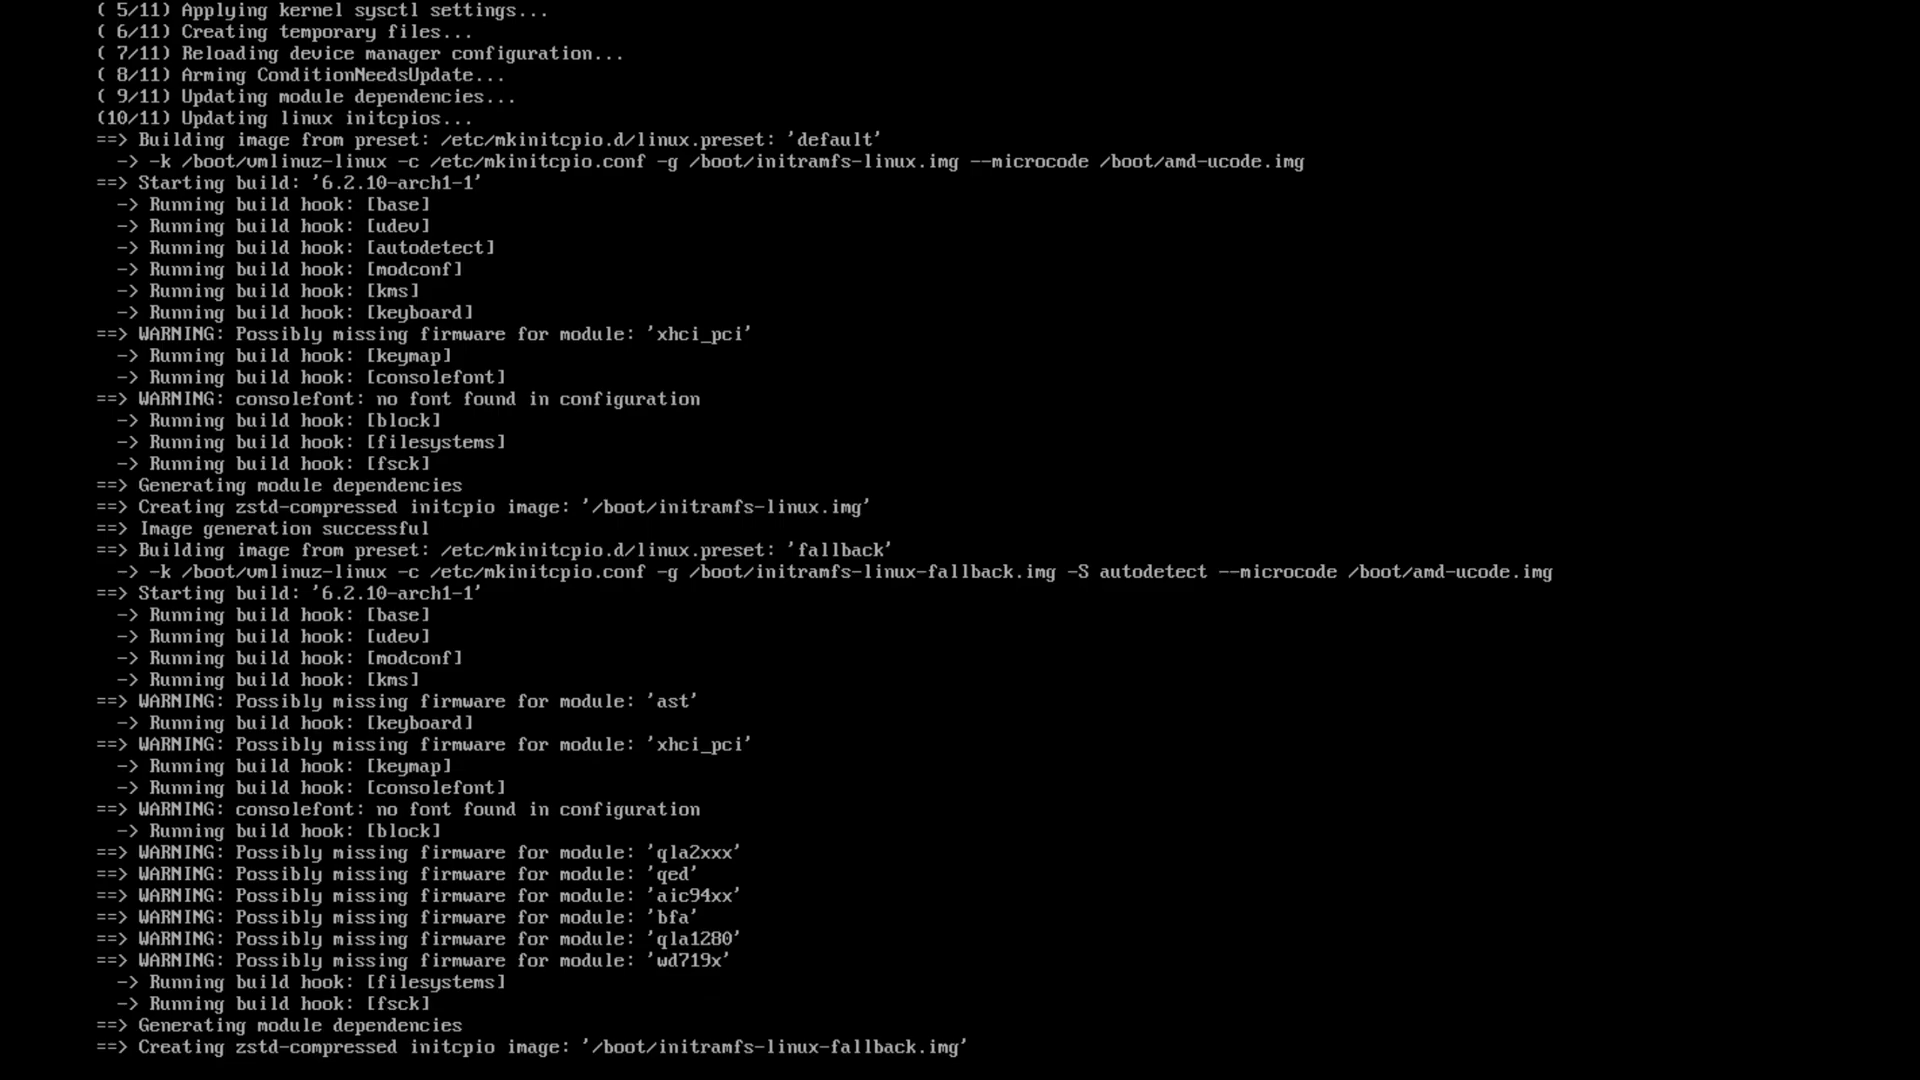 ( 5/11) Applying kernel sysctl settings...
( 6/11) Creating temporary files...
( 7/11) Reloading device manager configuration...
( 8/11) Arming ConditionNeedsUpdate...
( 9/11) Updating module dependencies...
(10/11) Updating linux initcpios...
==> Building image from preset: /etc/mkinitcpio.d/linux.preset: 'default'
  -> -k /boot/vmlinuz-linux -c /etc/mkinitcpio.conf -g /boot/initramfs-linux.img --microcode /boot/amd-ucode.img
==> Starting build: '6.2.10-arch1-1'
  -> Running build hook: [base]
  -> Running build hook: [udev]
  -> Running build hook: [autodetect]
  -> Running build hook: [modconf]
  -> Running build hook: [kms]
  -> Running build hook: [keyboard]
==> WARNING: Possibly missing firmware for module: 'xhci_pci'
  -> Running build hook: [keymap]
  -> Running build hook: [consolefont]
==> WARNING: consolefont: no font found in configuration
  -> Running build hook: [block]
  -> Running build hook: [filesystems]
  -> Running build hook: [fsck]
==> Generating module dependencies
==> Creating zstd-compressed initcpio image: '/boot/initramfs-linux.img'
==> Image generation successful
==> Building image from preset: /etc/mkinitcpio.d/linux.preset: 'fallback'
  -> -k /boot/vmlinuz-linux -c /etc/mkinitcpio.conf -g /boot/initramfs-linux-fallback.img -S autodetect --microcode /boot/amd-ucode.img
==> Starting build: '6.2.10-arch1-1'
  -> Running build hook: [base]
  -> Running build hook: [udev]
  -> Running build hook: [modconf]
  -> Running build hook: [kms]
==> WARNING: Possibly missing firmware for module: 'ast'
  -> Running build hook: [keyboard]
==> WARNING: Possibly missing firmware for module: 'xhci_pci'
  -> Running build hook: [keymap]
  -> Running build hook: [consolefont]
==> WARNING: consolefont: no font found in configuration
  -> Running build hook: [block]
==> WARNING: Possibly missing firmware for module: 'qla2xxx'
==> WARNING: Possibly missing firmware for module: 'qed'
==> WARNING: Possibly missing firmware for module: 'aic94xx'
==> WARNING: Possibly missing firmware for module: 'bfa'
==> WARNING: Possibly missing firmware for module: 'qla1280'
==> WARNING: Possibly missing firmware for module: 'wd719x'
  -> Running build hook: [filesystems]
  -> Running build hook: [fsck]
==> Generating module dependencies
==> Creating zstd-compressed initcpio image: '/boot/initramfs-linux-fallback.img'